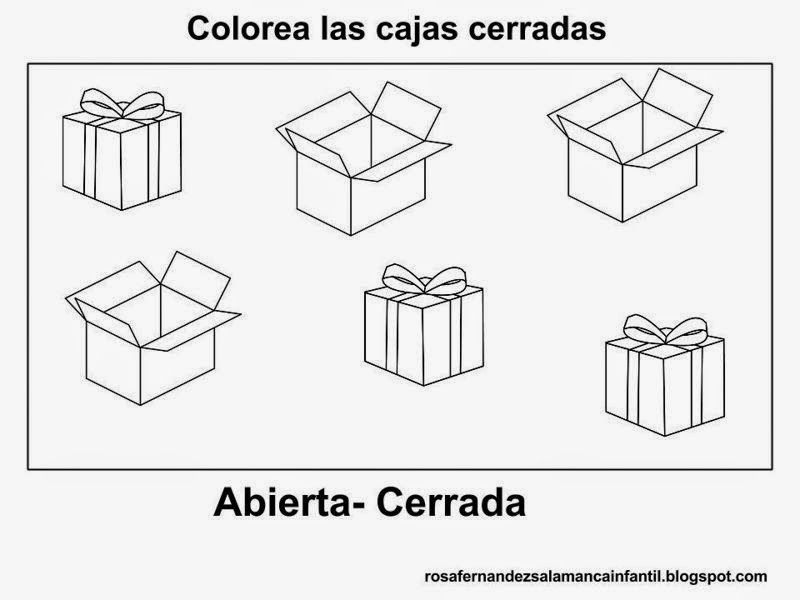 Colorea las cajas cerradas
Abierta- Cerrada
rosafernandezsalamancainfantil.blogspot.com